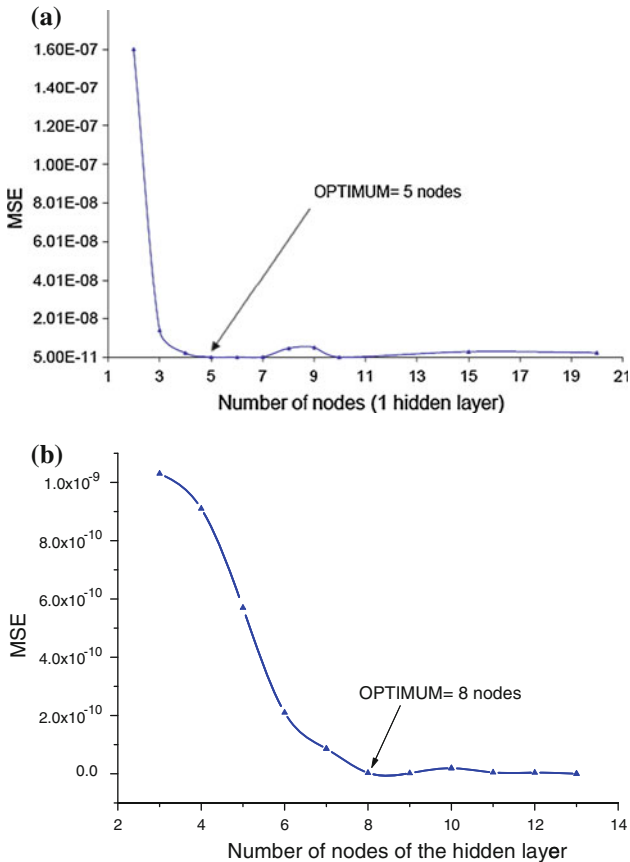 (a)
1.60E-07
1.40E-07
1.20E-07
1.00E-07
8.01E-08
6.01E-08
4.01E-08
2.01E-08
5.00E-11
MSE
OPTIMUM= 5 nodes
1 3 5 7 9 11 13 15 17 19 21
Number of nodes (1 hidden layer)
(b)
1.0x10⁻⁹
8.0x10⁻¹⁰
6.0x10⁻¹⁰
4.0x10⁻¹⁰
2.0x10⁻¹⁰
0.0
MSE
OPTIMUM= 8 nodes
2 4 6 8 10 12 14
Number of nodes of the hidden layer